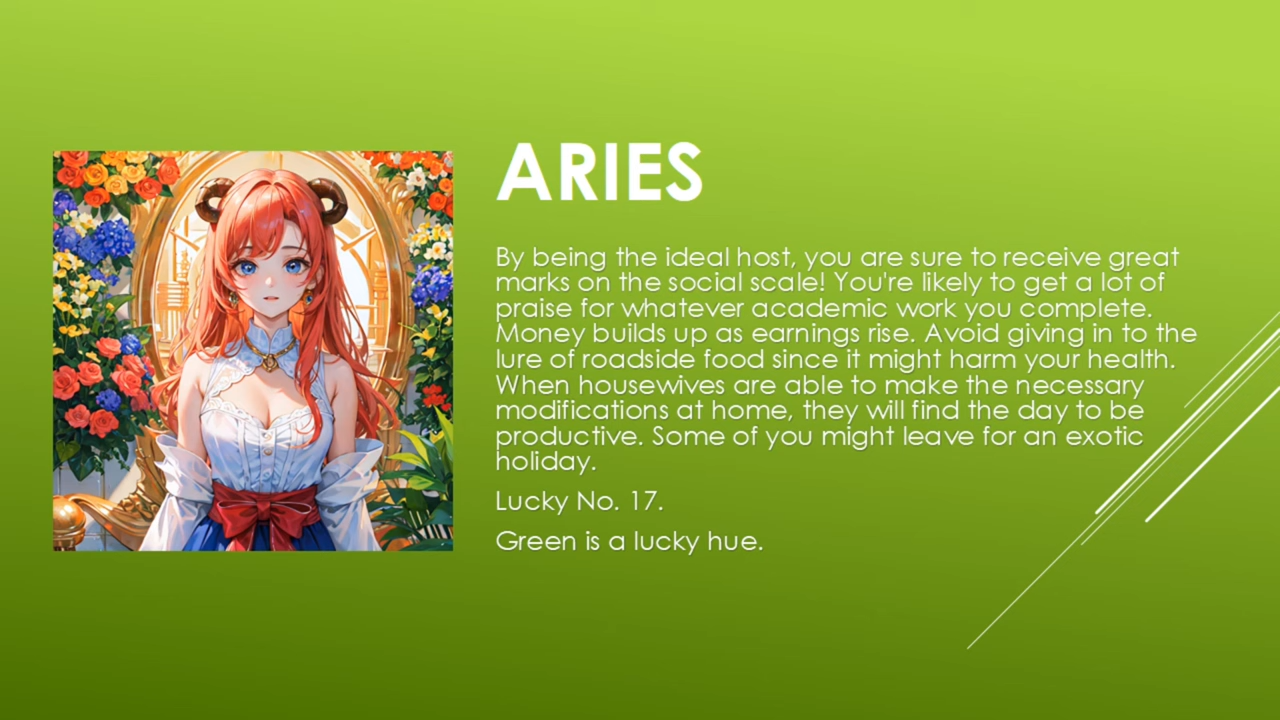 ARIES
By being the ideal host, you are sure to receive great
marks on the social scale! You're likely to get a lot of
praise for whatever academic work you complete.
Money builds up as earnings rise. Avoid giving in to the
lure of roadside food since it might harm your health.
When housewives are able to make the necessary
modifications at home, they will find the day to be
productive. Some of you might leave for an exotic
holiday.
Lucky No. 17.
Green is a lucky hue.